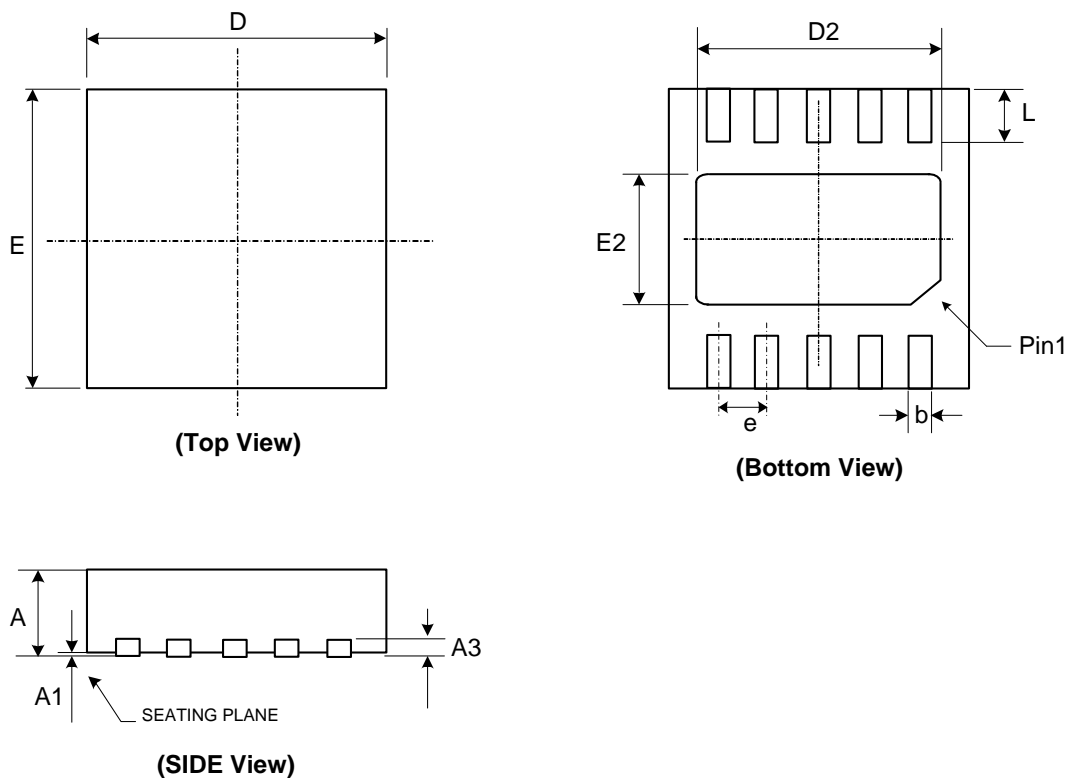 D
E
(Top View)
D2
L
E2
Pin1
e
b
(Bottom View)
A
A3
A1
SEATING PLANE
(SIDE View)